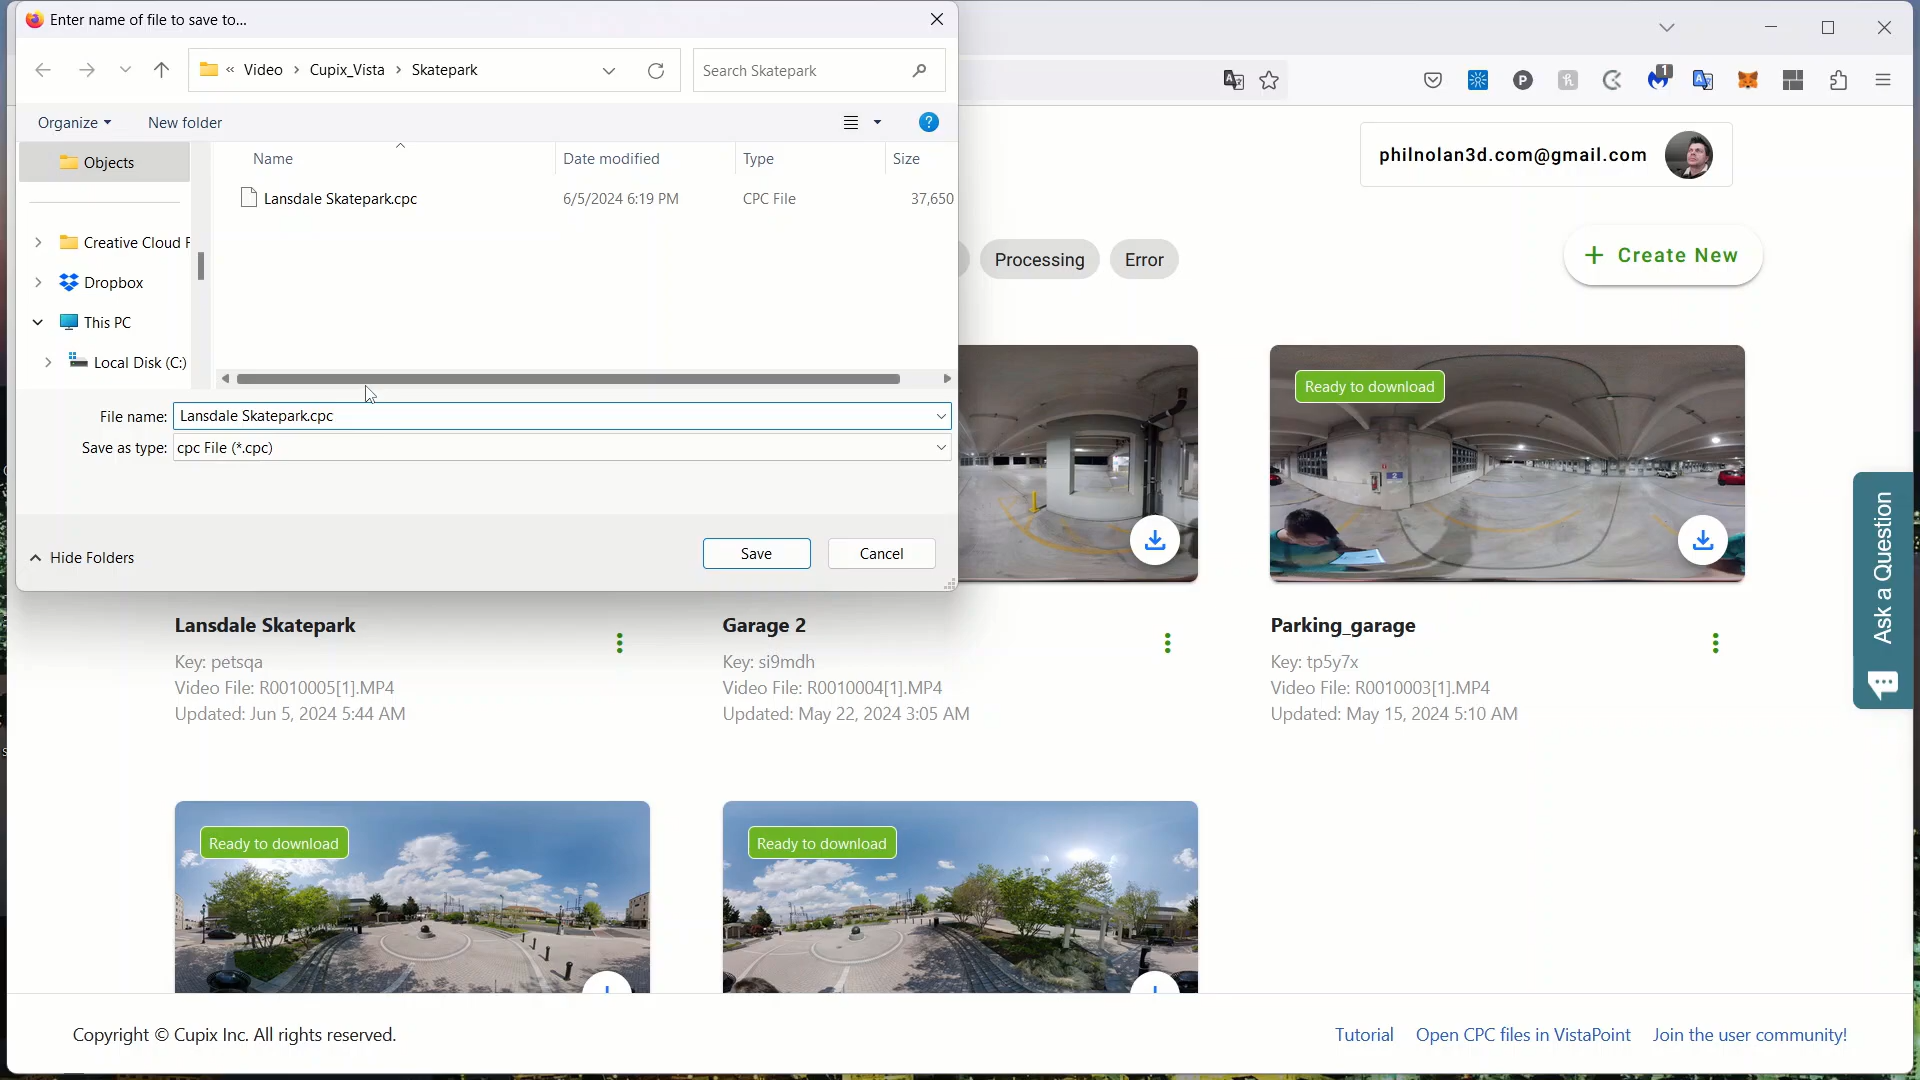 Enter name of file to save to...
« Video › Cupix_Vista › Skatepark
Search Skatepark
Organize
New folder
?
Name
Date modified
Type
Size
Objects
Lansdale Skatepark.cpc
6/5/2024 6:19 PM
CPC File
37,650
Creative Cloud F
Dropbox
This PC
Local Disk (C:)
File name: Lansdale Skatepark.cpc
Save as type: cpc File (*.cpc)
Hide Folders
Save
Cancel
1
philnolan3d.com@gmail.com
Processing
Error
+ Create New
Ready to download
Ask a Question
Lansdale Skatepark
Key: petsqa
Video File: R0010005[1].MP4
Updated: Jun 5, 2024 5:44 AM
Garage 2
Key: si9mdh
Video File: R0010004[1].MP4
Updated: May 22, 2024 3:05 AM
Parking_garage
Key: tp5y7x
Video File: R0010003[1].MP4
Updated: May 15, 2024 5:10 AM
Ready to download
Ready to download
Copyright © Cupix Inc. All rights reserved.
Tutorial
Open CPC files in VistaPoint
Join the user community!